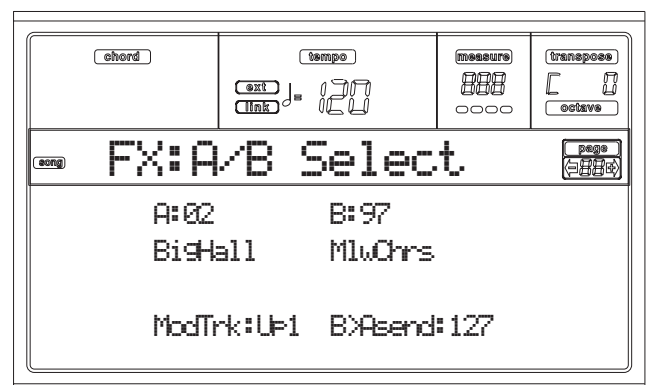 chord tempo measure transpose
ext ♩= 120 888 C 0
link octave
song FX:A/B Select page
88
A:02 B:97
BigHall MlwChrs
ModTrk:Up1 B>Asend:127